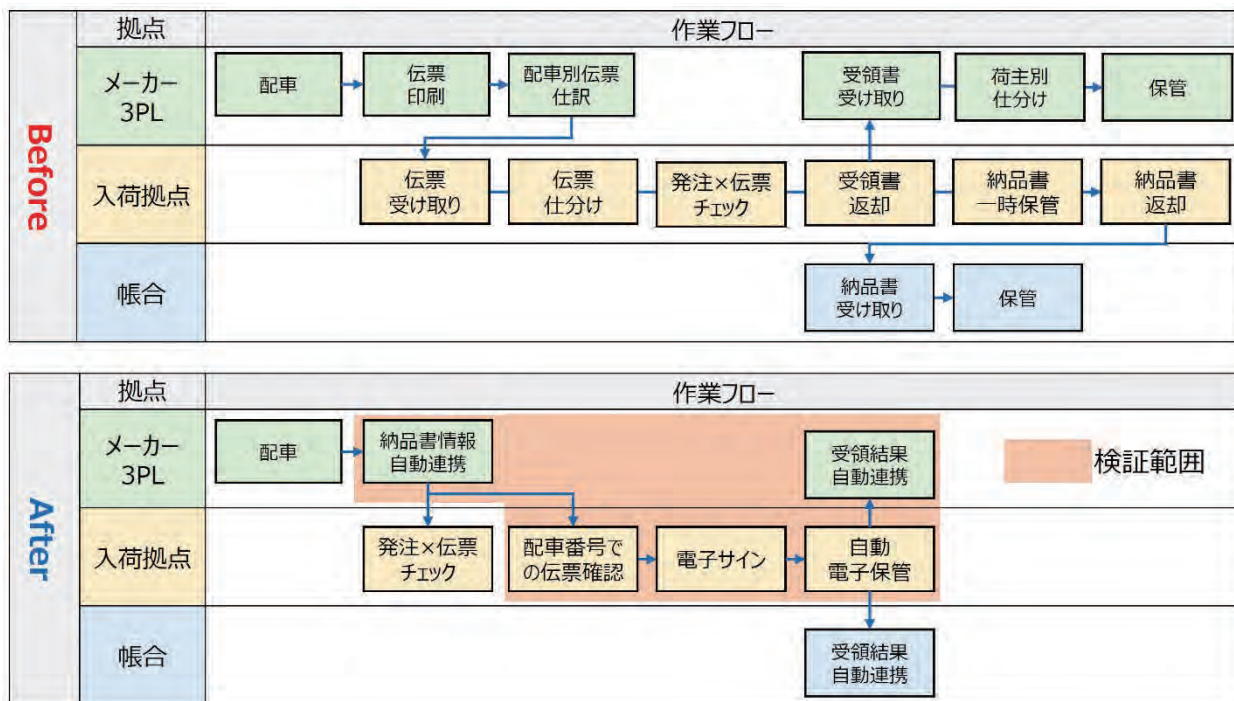 Before
拠点
作業フロー
メーカー
3PL
配車
伝票
印刷
配車別伝票
仕訳
受領書
受け取り
荷主別
仕分け
保管
入荷拠点
伝票
受け取り
伝票
仕分け
発注×伝票
チェック
受領書
返却
納品書
一時保管
納品書
返却
帳合
納品書
受け取り
保管
After
拠点
作業フロー
メーカー
3PL
配車
納品書情報
自動連携
受領結果
自動連携
検証範囲
入荷拠点
発注×伝票
チェック
配車番号で
の伝票確認
電子サイン
自動
電子保管
帳合
受領結果
自動連携